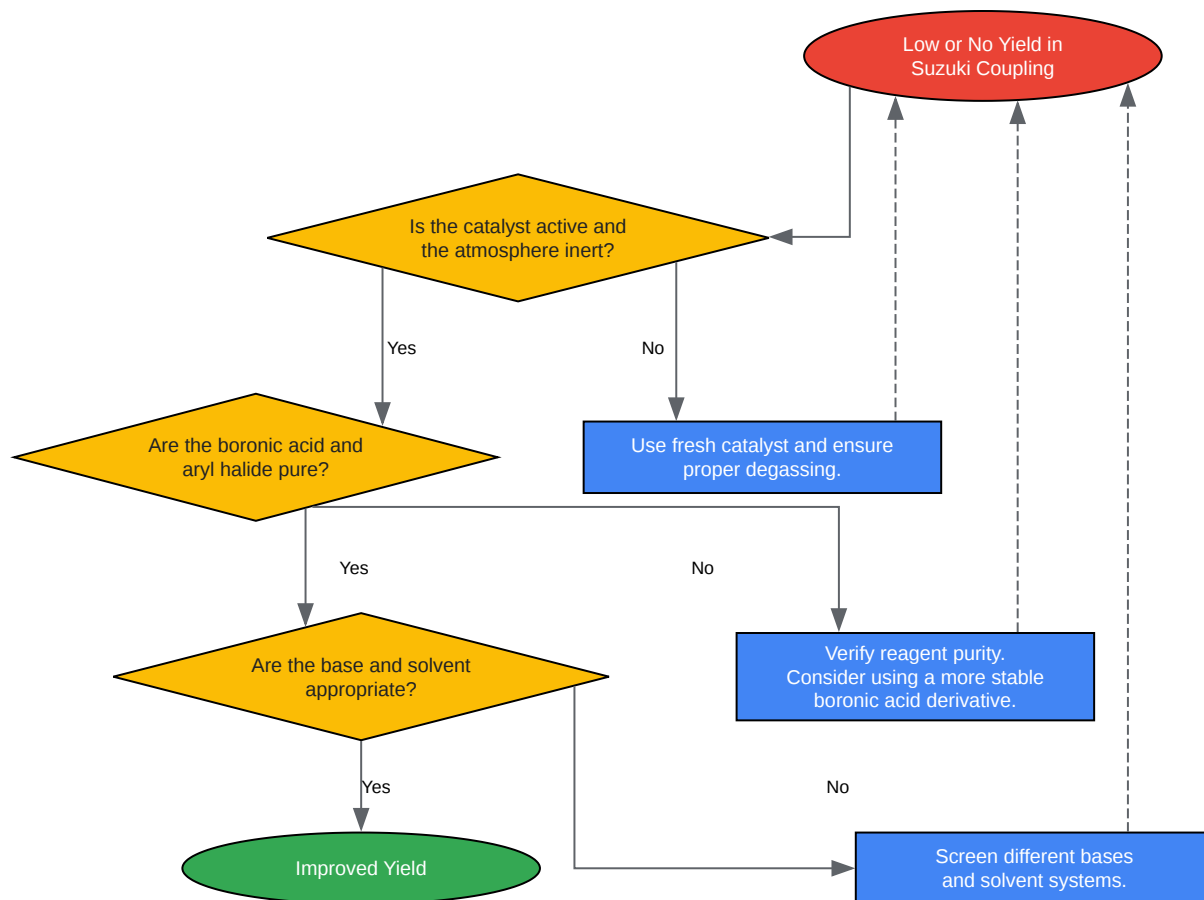 Low or No Yield in
Suzuki Coupling
Is the catalyst active and
the atmosphere inert?
Yes
No
Are the boronic acid and
aryl halide pure?
Use fresh catalyst and ensure
proper degassing.
Yes
No
Are the base and solvent
appropriate?
Verify reagent purity.
Consider using a more stable
boronic acid derivative.
Yes
No
Improved Yield
Screen different bases
and solvent systems.